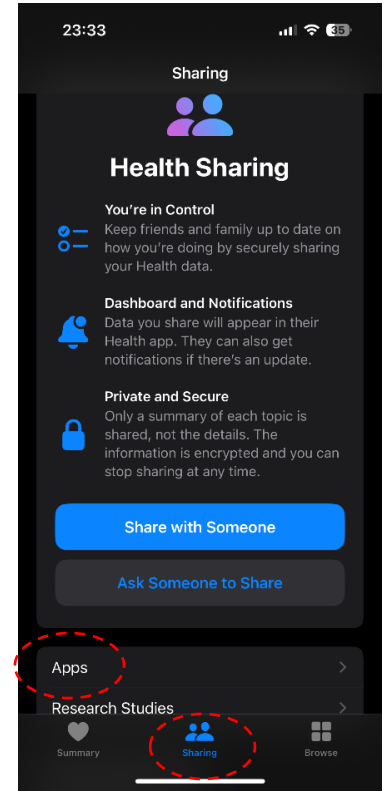 23:33
35
Sharing
Health Sharing
You're in Control
Keep friends and family up to date on
how you're doing by securely sharing
your Health data.
Dashboard and Notifications
Data you share will appear in their
Health app. They can also get
notifications if there's an update.
Private and Secure
Only a summary of each topic is
shared, not the details. The
information is encrypted and you can
stop sharing at any time.
Share with Someone
Ask Someone to Share
Apps
Research Studies
Summary
Sharing
Browse